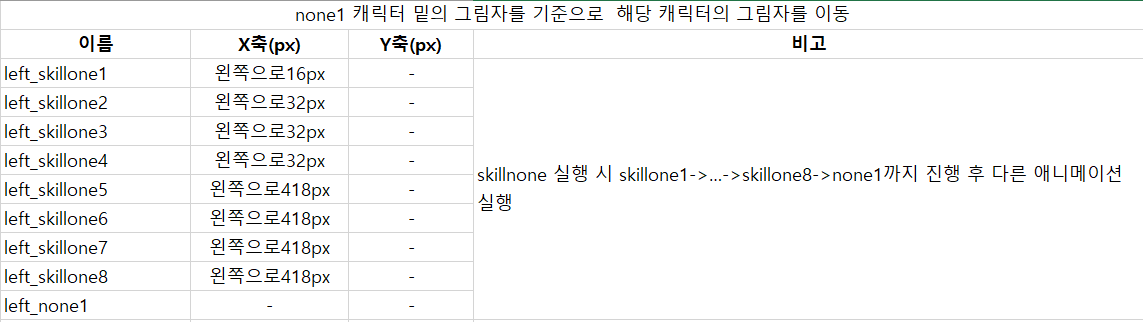 none1 캐릭터 밑의 그림자를 기준으로  해당 캐릭터의 그림자를 이동
이름 X축(px) Y축(px) 비고
left_skillone1 왼쪽으로16px -
left_skillone2 왼쪽으로32px -
left_skillone3 왼쪽으로32px -
left_skillone4 왼쪽으로32px -
skillnone 실행 시 skillone1->...->skillone8->none1까지 진행 후 다른 애니메이션
실행
left_skillone5 왼쪽으로418px -
left_skillone6 왼쪽으로418px -
left_skillone7 왼쪽으로418px -
left_skillone8 왼쪽으로418px -
left_none1 - -